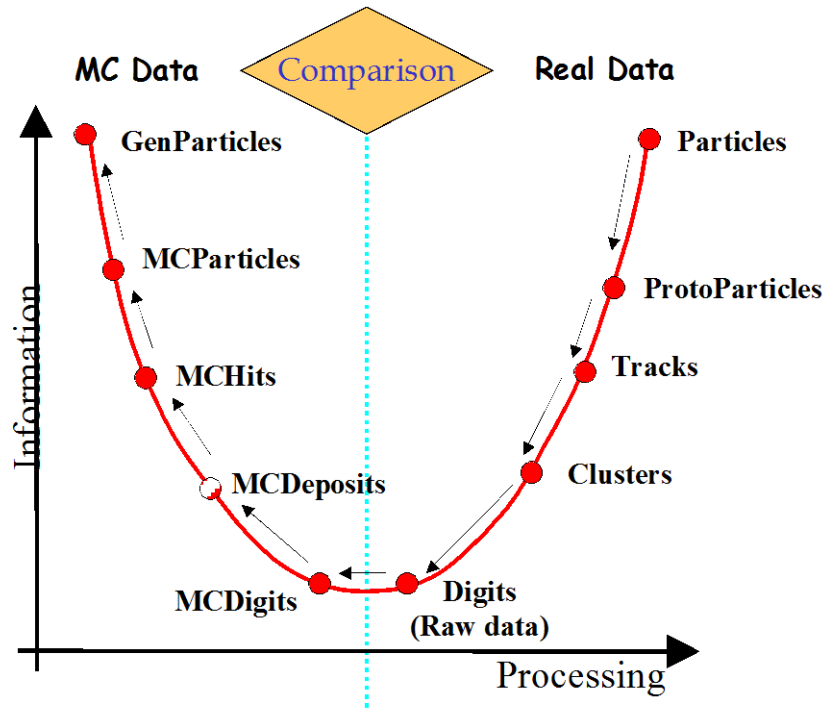 MC Data
Comparison
Real Data
GenParticles
Particles
MCParticles
ProtoParticles
MCHits
Tracks
Information
MCDeposits
Clusters
MCDigits
Digits
(Raw data)
Processing